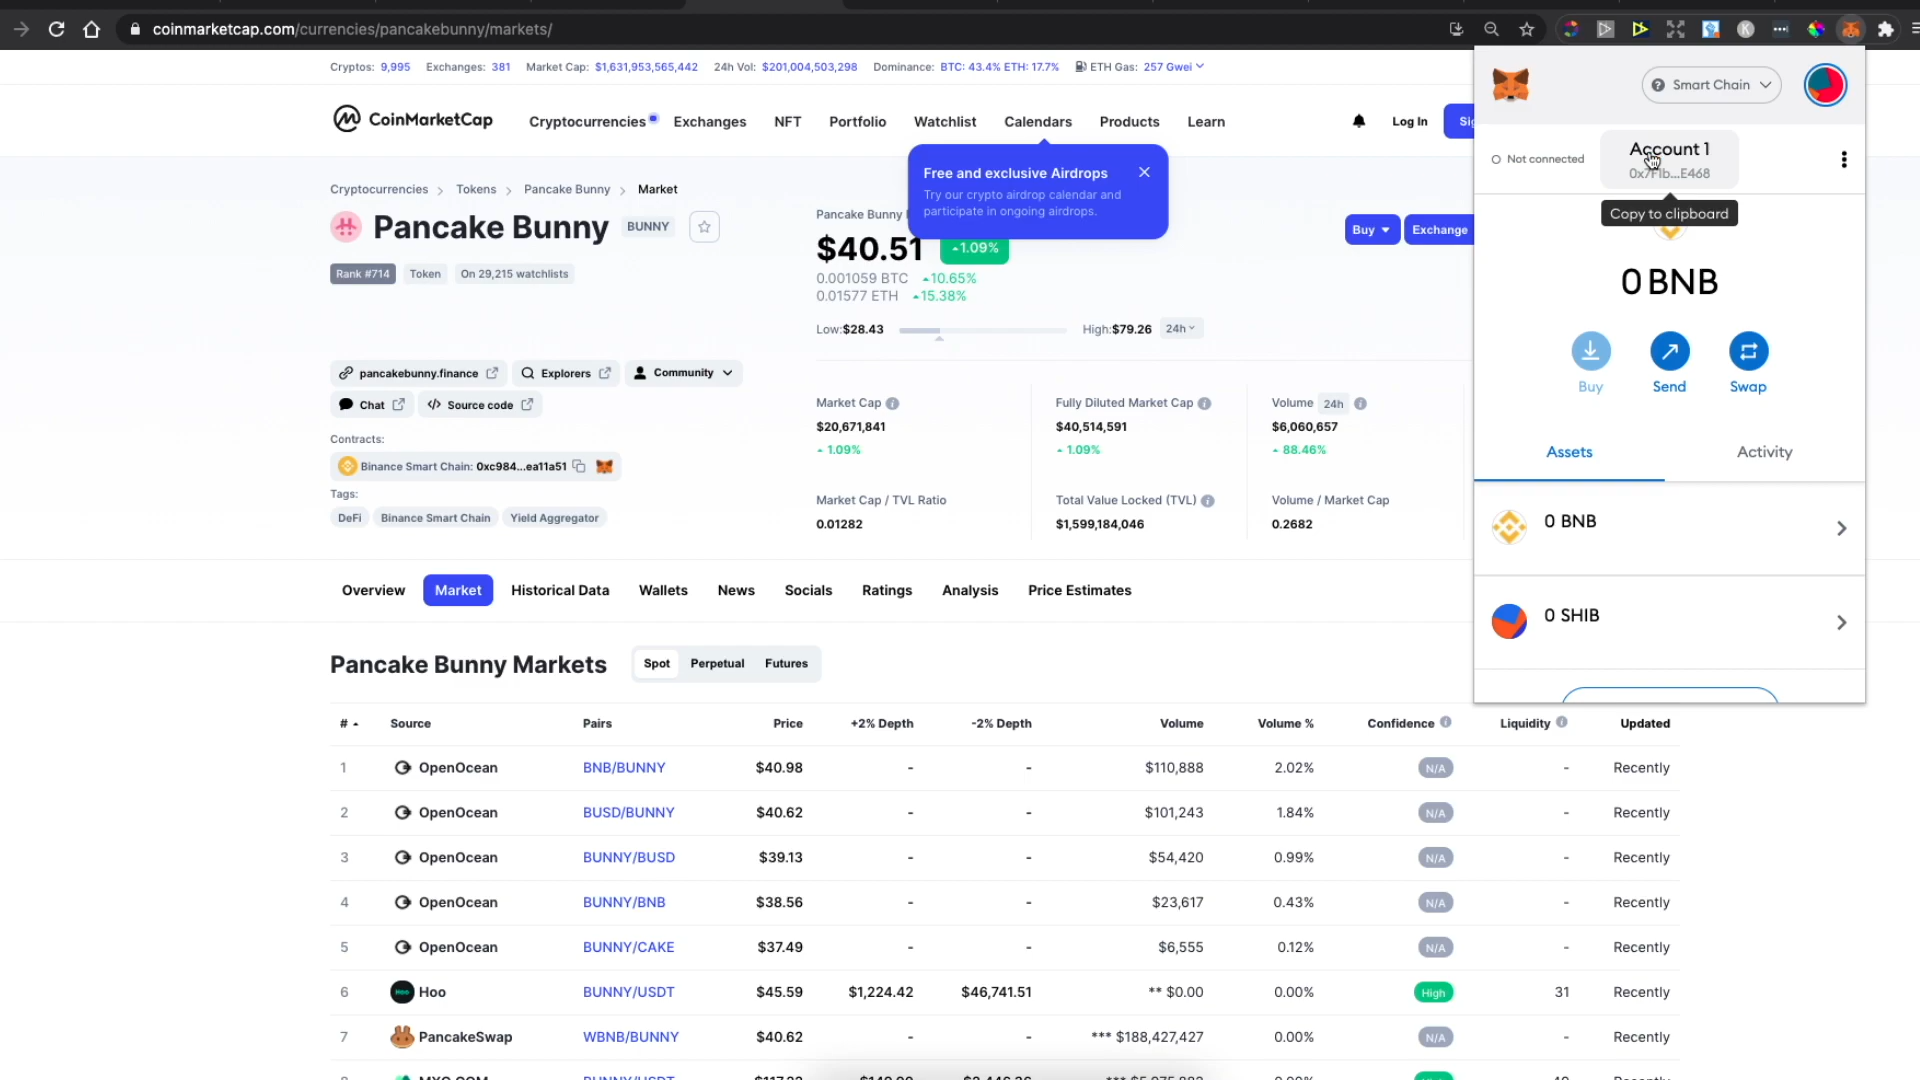 coinmarketcap.com/currencies/pancakebunny/markets/
Cryptos: 9,995 Exchanges: 381 Market Cap: $1,631,953,565,442 24h Vol: $201,004,503,298 Dominance: BTC: 43.4% ETH: 17.7% ETH Gas: 257 Gwei
CoinMarketCap Cryptocurrencies Exchanges NFT Portfolio Watchlist Calendars Products Learn Log In
Free and exclusive Airdrops
Try our crypto airdrop calendar and
participate in ongoing airdrops.
Cryptocurrencies > Tokens > Pancake Bunny > Market
Pancake Bunny BUNNY
Rank #714 Token On 29,215 watchlists
Pancake Bunny
$40.51 1.09%
0.001059 BTC 10.65%
0.01577 ETH 15.38%
Low:$28.43 High:$79.26 24h
Buy Exchange
pancakebunny.finance Explorers Community
Chat Source code
Contracts:
Binance Smart Chain: 0xc984...ea11a51
Tags:
DeFi Binance Smart Chain Yield Aggregator
Market Cap
$20,671,841
1.09%
Fully Diluted Market Cap
$40,514,591
1.09%
Volume 24h
$6,060,657
88.46%
Market Cap / TVL Ratio
0.01282
Total Value Locked (TVL)
$1,599,184,046
Volume / Market Cap
0.2682
Smart Chain
Not connected
Account 1
0x7F1b...E468
Copy to clipboard
0 BNB
Buy Send Swap
Assets Activity
0 BNB
0 SHIB
Overview Market Historical Data Wallets News Socials Ratings Analysis Price Estimates
Pancake Bunny Markets Spot Perpetual Futures
# Source Pairs Price +2% Depth -2% Depth Volume Volume % Confidence Liquidity Updated
1 OpenOcean BNB/BUNNY $40.98 - - $110,888 2.02% N/A - Recently
2 OpenOcean BUSD/BUNNY $40.62 - - $101,243 1.84% N/A - Recently
3 OpenOcean BUNNY/BUSD $39.13 - - $54,420 0.99% N/A - Recently
4 OpenOcean BUNNY/BNB $38.56 - - $23,617 0.43% N/A - Recently
5 OpenOcean BUNNY/CAKE $37.49 - - $6,555 0.12% N/A - Recently
6 Hoo BUNNY/USDT $45.59 $1,224.42 $46,741.51 ** $0.00 0.00% High 31 Recently
7 PancakeSwap WBNB/BUNNY $40.62 - - *** $188,427,427 0.00% N/A - Recently